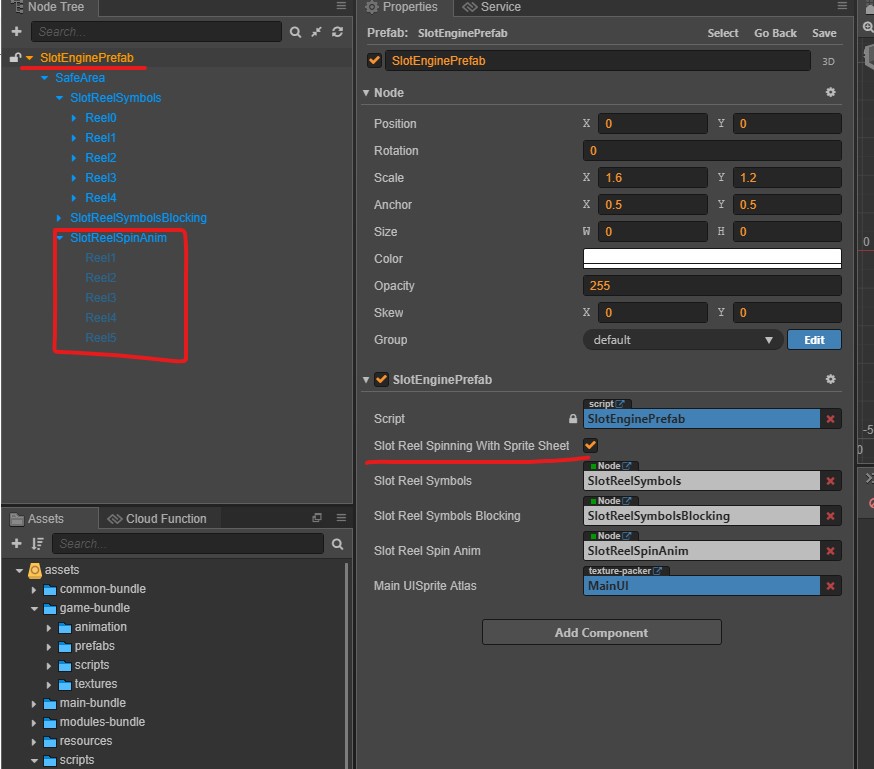 Node Tree
Search...
SlotEnginePrefab
SafeArea
SlotReelSymbols
Reel0
Reel1
Reel2
Reel3
Reel4
SlotReelSymbolsBlocking
SlotReelSpinAnim
Reel1
Reel2
Reel3
Reel4
Reel5
Assets
Cloud Function
Search...
assets
common-bundle
game-bundle
animation
prefabs
scripts
textures
main-bundle
modules-bundle
resources
scripts
Properties
Service
Prefab: SlotEnginePrefab Select Go Back Save
SlotEnginePrefab 3D
Node
Position X 0 Y 0
Rotation 0
Scale X 1.6 Y 1.2
Anchor X 0.5 Y 0.5
Size W 0 H 0
Color
Opacity 255
Skew X 0 Y 0
Group default Edit
SlotEnginePrefab
script
Script SlotEnginePrefab
Slot Reel Spinning With Sprite Sheet
Node
Slot Reel Symbols SlotReelSymbols
Node
Slot Reel Symbols Blocking SlotReelSymbolsBlocking
Node
Slot Reel Spin Anim SlotReelSpinAnim
texture-packer
Main UISprite Atlas MainUI
Add Component
0
-5
0